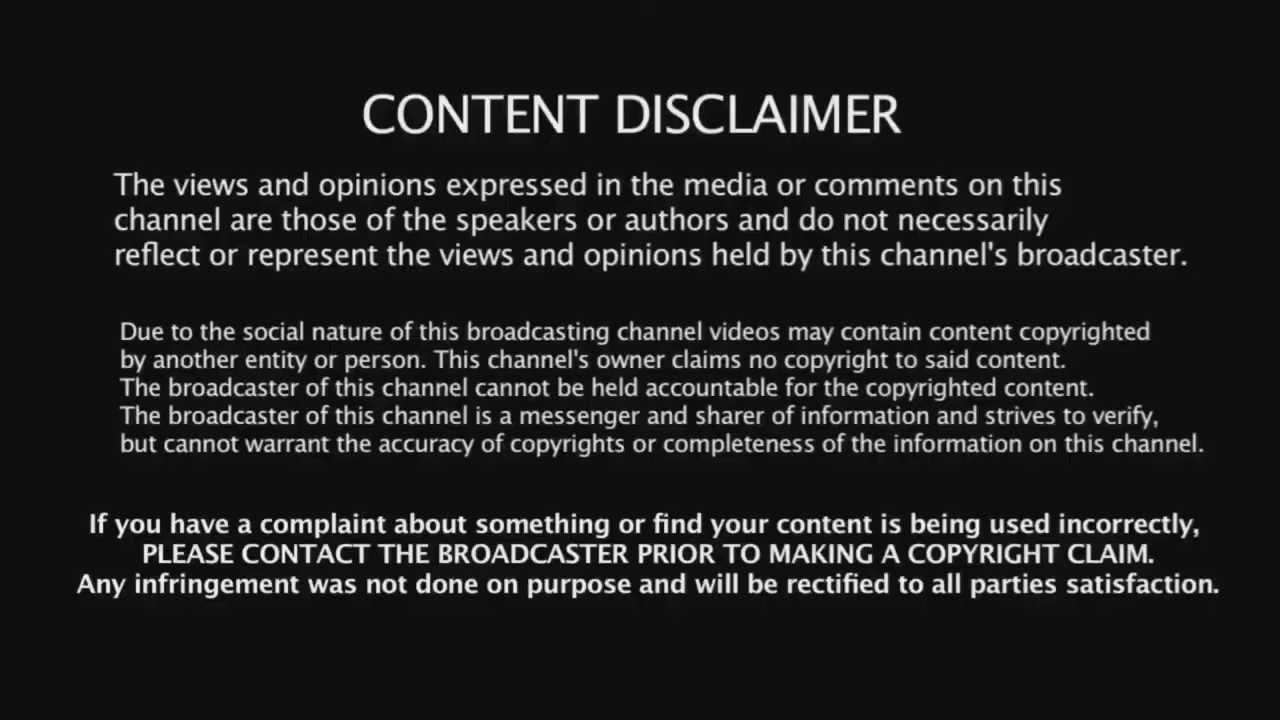 CONTENT DISCLAIMER
The views and opinions expressed in the media or comments on this
channel are those of the speakers or authors and do not necessarily
reflect or represent the views and opinions held by this channel's broadcaster.
Due to the social nature of this broadcasting channel videos may contain content copyrighted
by another entity or person. This channel's owner claims no copyright to said content.
The broadcaster of this channel cannot be held accountable for the copyrighted content.
The broadcaster of this channel is a messenger and sharer of information and strives to verify,
but cannot warrant the accuracy of copyrights or completeness of the information on this channel.
If you have a complaint about something or find your content is being used incorrectly,
PLEASE CONTACT THE BROADCASTER PRIOR TO MAKING A COPYRIGHT CLAIM.
Any infringement was not done on purpose and will be rectified to all parties satisfaction.